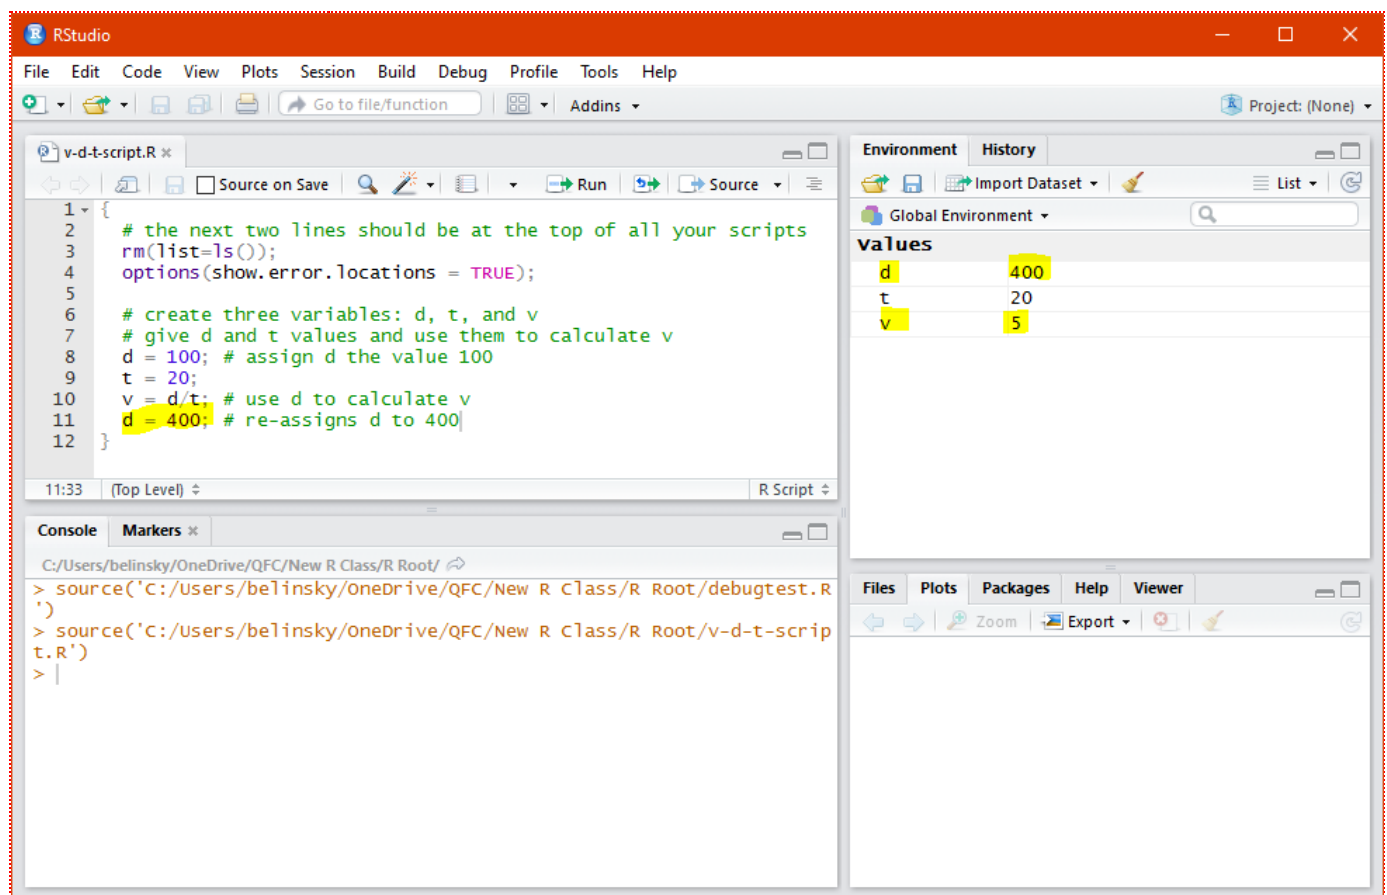 RStudio
File Edit Code View Plots Session Build Debug Profile Tools Help
Go to file/function Addins Project: (None)
v-d-t-script.R
Source on Save Run Source
1 {
2 # the next two lines should be at the top of all your scripts
3 rm(list=ls());
4 options(show.error.locations = TRUE);
5
6 # create three variables: d, t, and v
7 # give d and t values and use them to calculate v
8 d = 100; # assign d the value 100
9 t = 20;
10 v = d/t; # use d to calculate v
11 d = 400; # re-assigns d to 400
12 }
11:33 (Top Level) R Script
Console Markers
C:/Users/belinsky/OneDrive/QFC/New R Class/R Root/
> source('C:/Users/belinsky/OneDrive/QFC/New R Class/R Root/debugtest.R
')
> source('C:/Users/belinsky/OneDrive/QFC/New R Class/R Root/v-d-t-scrip
t.R')
>
Environment History
Import Dataset List
Global Environment
Values
d 400
t 20
v 5
Files Plots Packages Help Viewer
Zoom Export